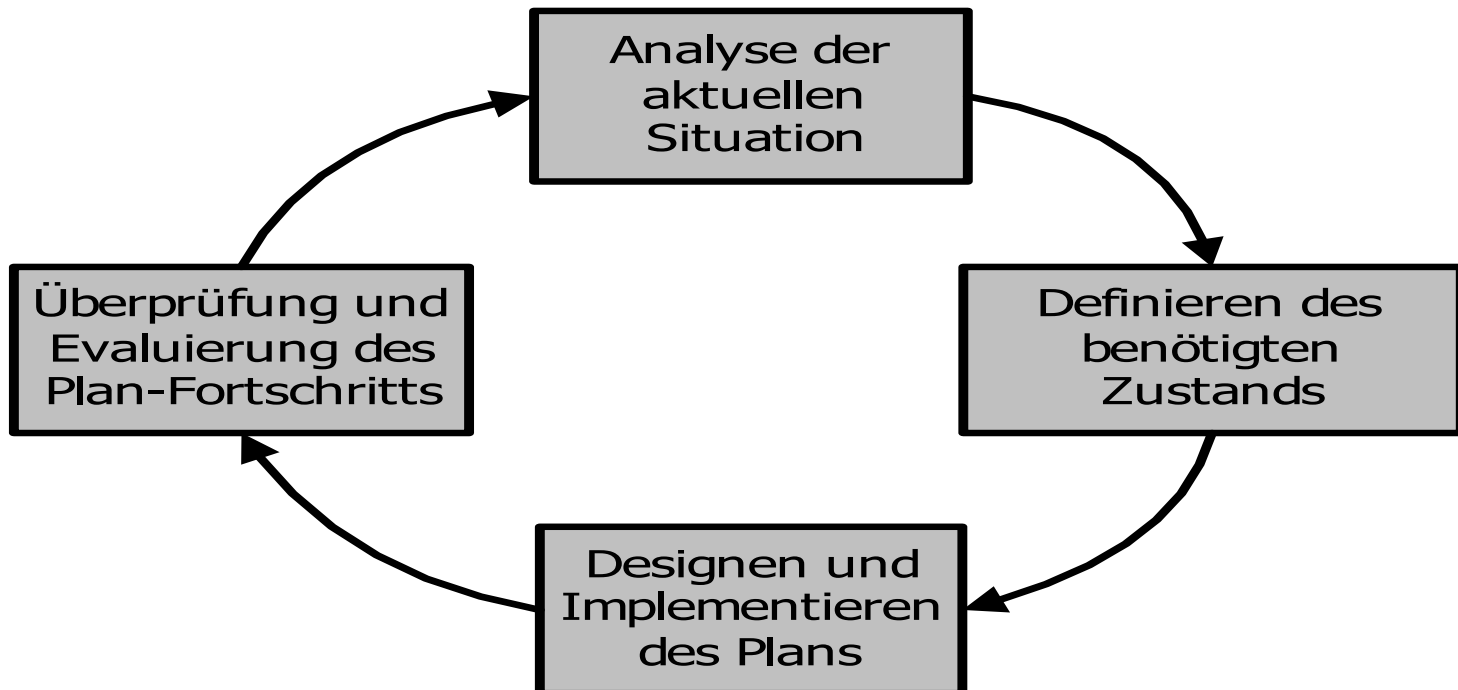 Analyse der
aktuellen
Situation
Definieren des
benötigten
Zustands
Designen und
Implementieren
des Plans
Überprüfung und
Evaluierung des
Plan-Fortschritts